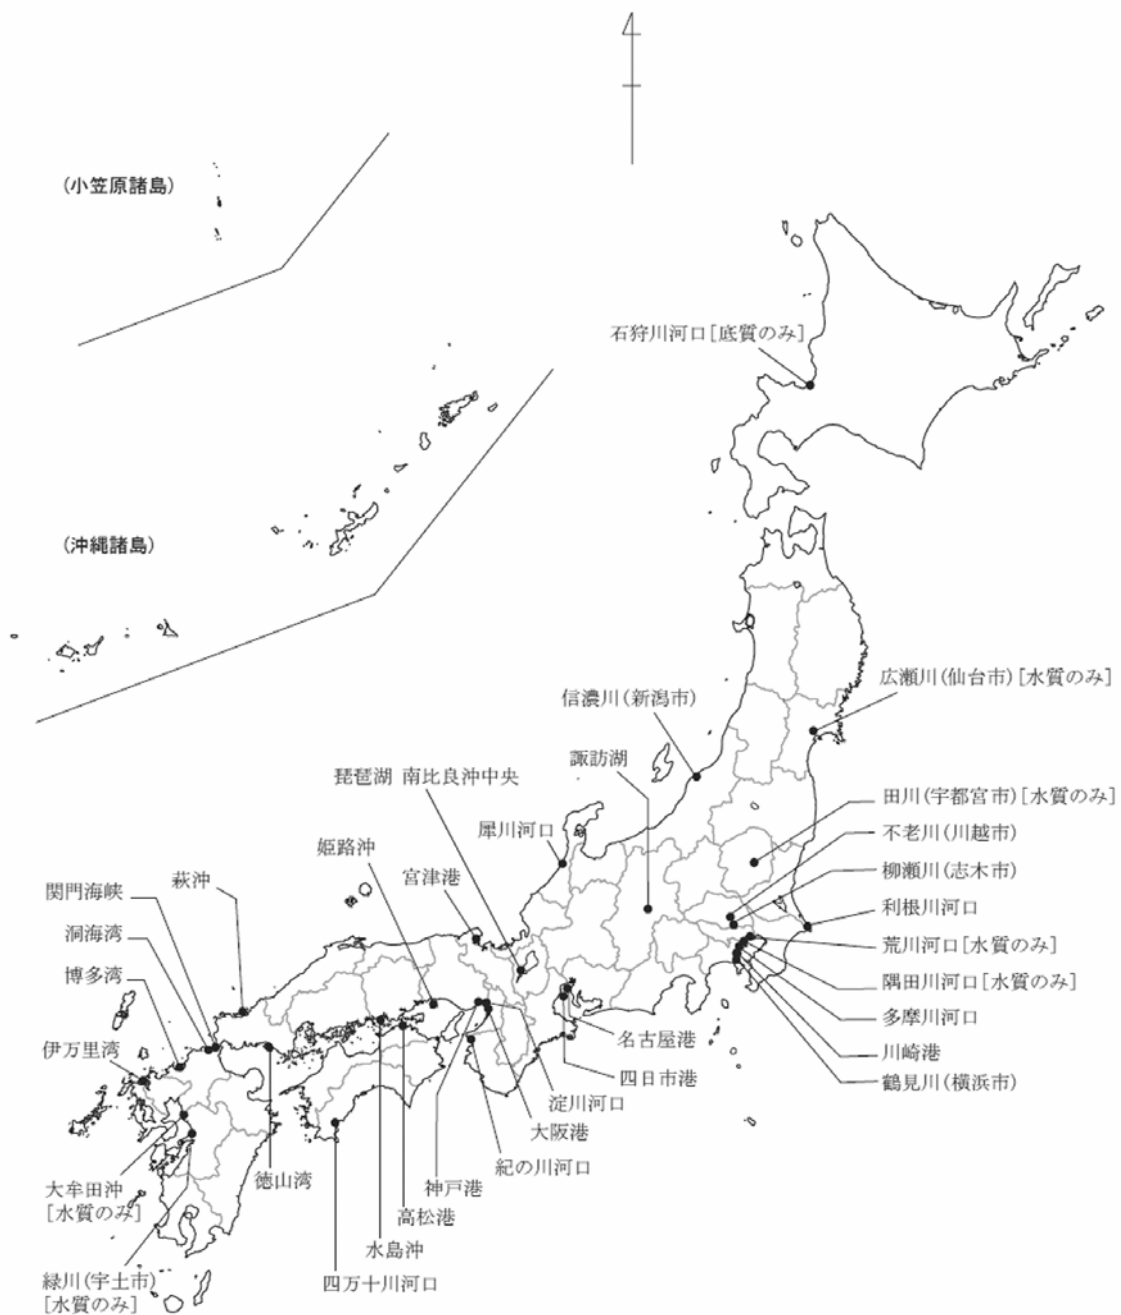 (小笠原諸島)
石狩川河口[底質のみ]
(沖縄諸島)
広瀬川(仙台市)[水質のみ]
信濃川(新潟市)
諏訪湖
琵琶湖 南比良沖中央
田川(宇都宮市)[水質のみ]
犀川河口
不老川(川越市)
姫路沖
宮津港
柳瀬川(志木市)
萩沖
関門海峡
利根川河口
洞海湾
荒川河口[水質のみ]
博多湾
隅田川河口[水質のみ]
多摩川河口
名古屋港
伊万里湾
川崎港
四日市港
鶴見川(横浜市)
淀川河口
大阪港
紀の川河口
徳山湾
神戸港
大牟田沖
[水質のみ]
高松港
水島沖
緑川(宇土市)
[水質のみ]
四万十川河口